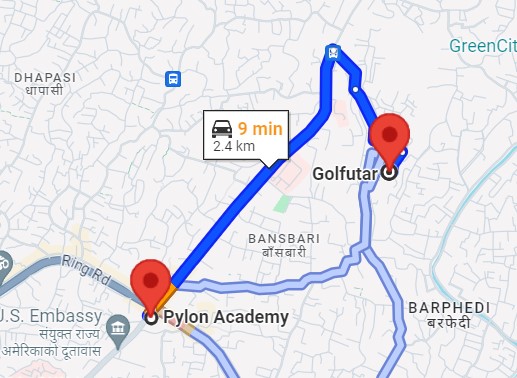 GreenCit
DHAPASI
धापासी
9 min
2.4 km
Golfutar
BANSBARI
बाँसबारी
Ring Rd
Pylon Academy
J.S. Embassy
संयुक्त राज्य
अमेरिकाको दूतावास
BARPHEDI
बरफेदी